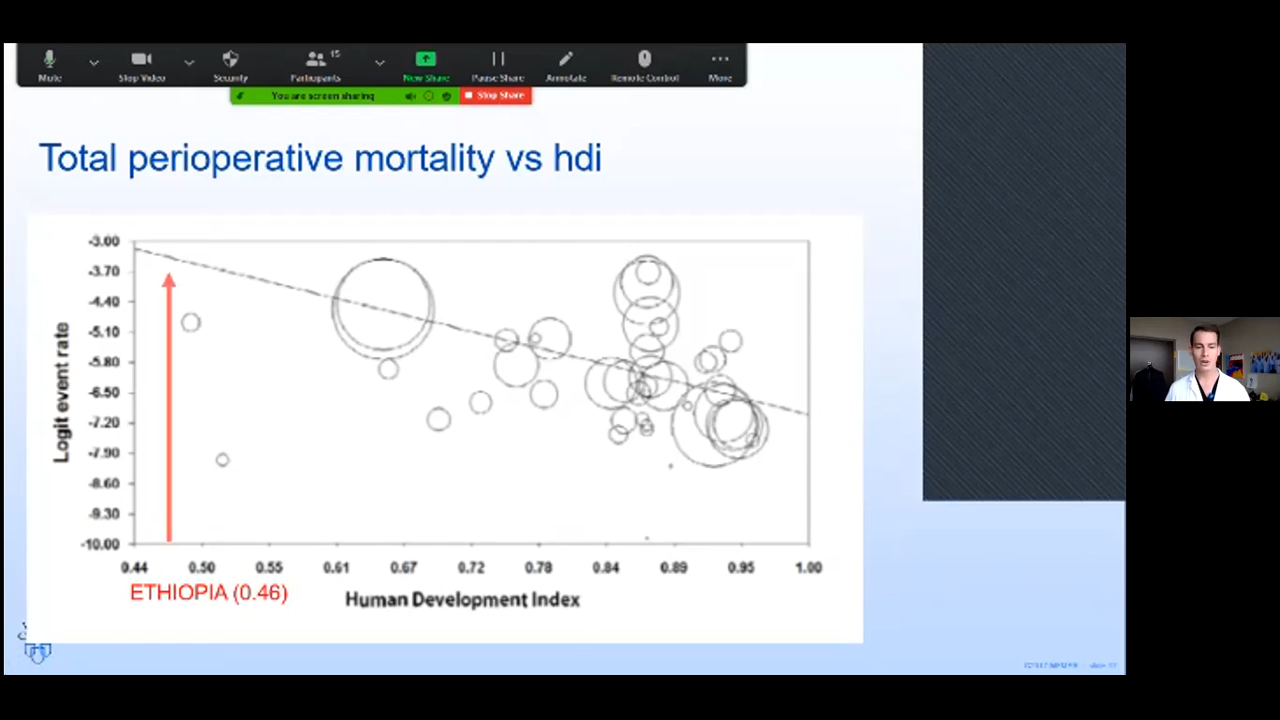 15
Mute Stop Video Security Participants New Share Pause Share Annotate Remote Control More
You are screen sharing Stop Share
Total perioperative mortality vs hdi
-3.00
-3.70
-4.40
-5.10
-5.80
-6.50
-7.20
-7.90
-8.60
-9.30
-10.00
Logit event rate
0.44 0.50 0.55 0.61 0.67 0.72 0.78 0.84 0.89 0.95 1.00
ETHIOPIA (0.46)
Human Development Index